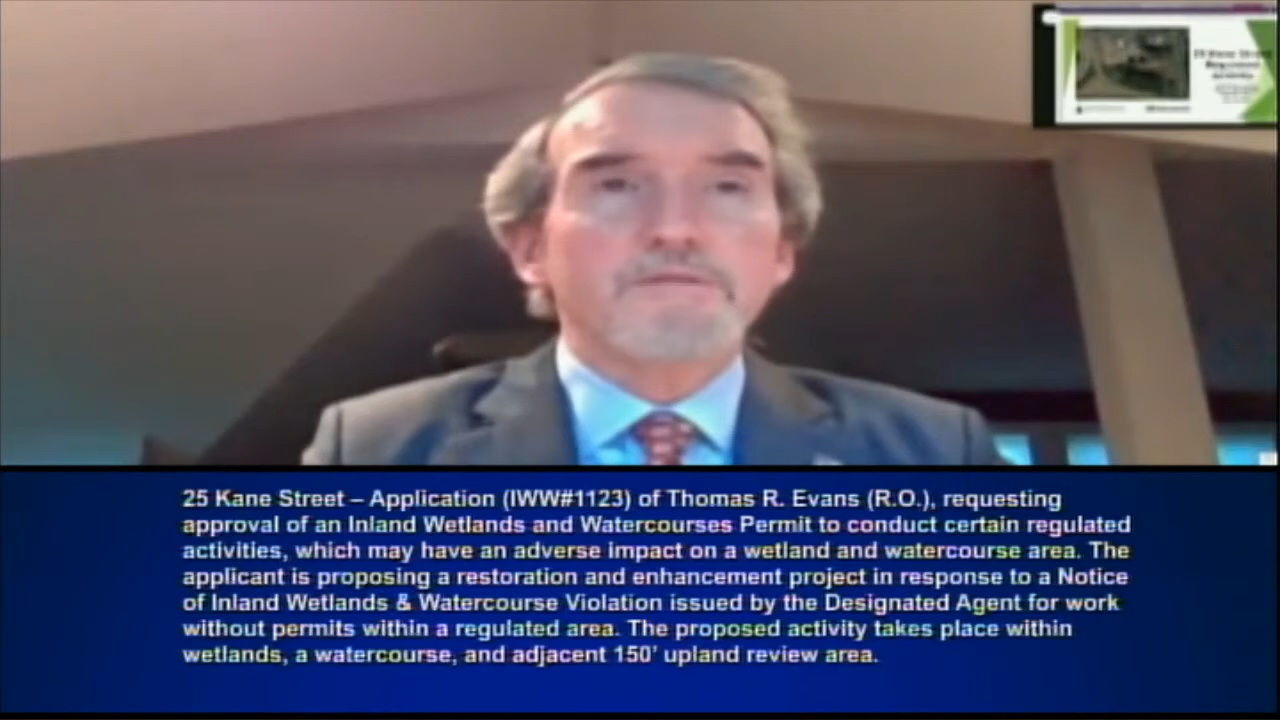 25 Kane Street
25 Kane Street – Application (IWW#1123) of Thomas R. Evans (R.O.), requesting
approval of an Inland Wetlands and Watercourses Permit to conduct certain regulated
activities, which may have an adverse impact on a wetland and watercourse area. The
applicant is proposing a restoration and enhancement project in response to a Notice
of Inland Wetlands & Watercourse Violation issued by the Designated Agent for work
without permits within a regulated area. The proposed activity takes place within
wetlands, a watercourse, and adjacent 150’ upland review area.